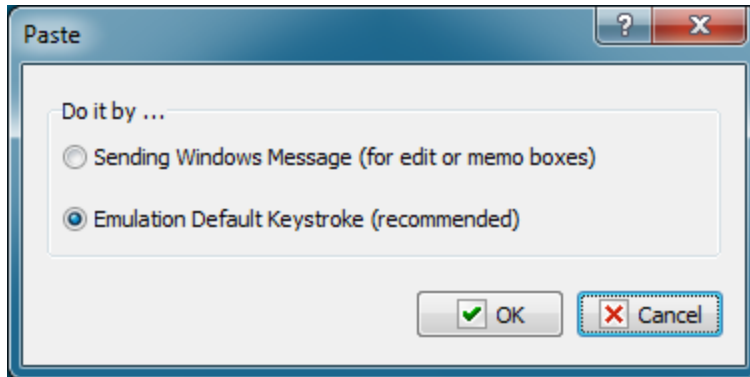 Paste
?
Do it by ...
Sending Windows Message (for edit or memo boxes)
Emulation Default Keystroke (recommended)
OK
Cancel